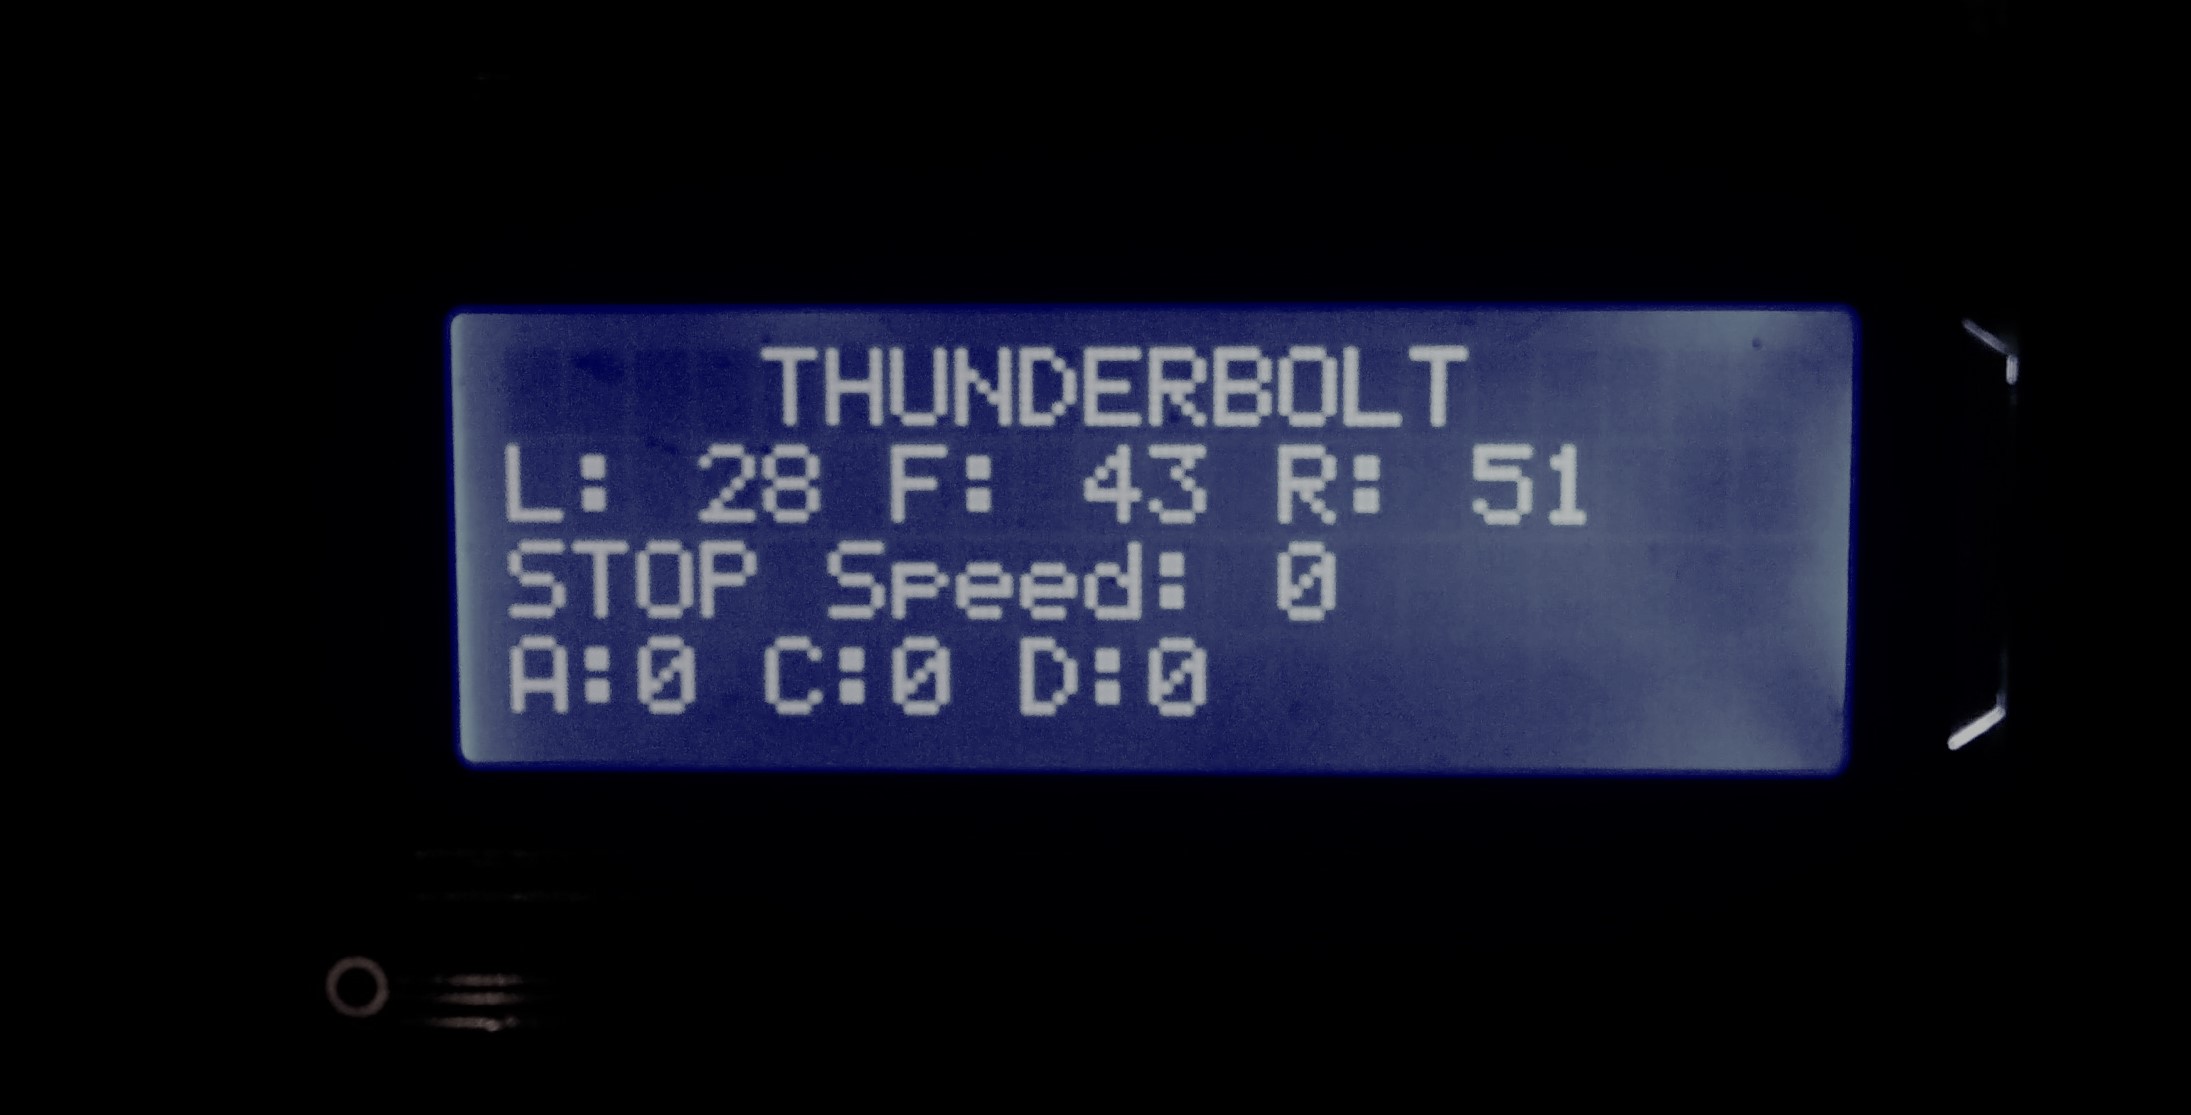 THUNDERBOLT
L: 28 F: 43 R: 51
STOP Speed: 0
A:0 C:0 D:0